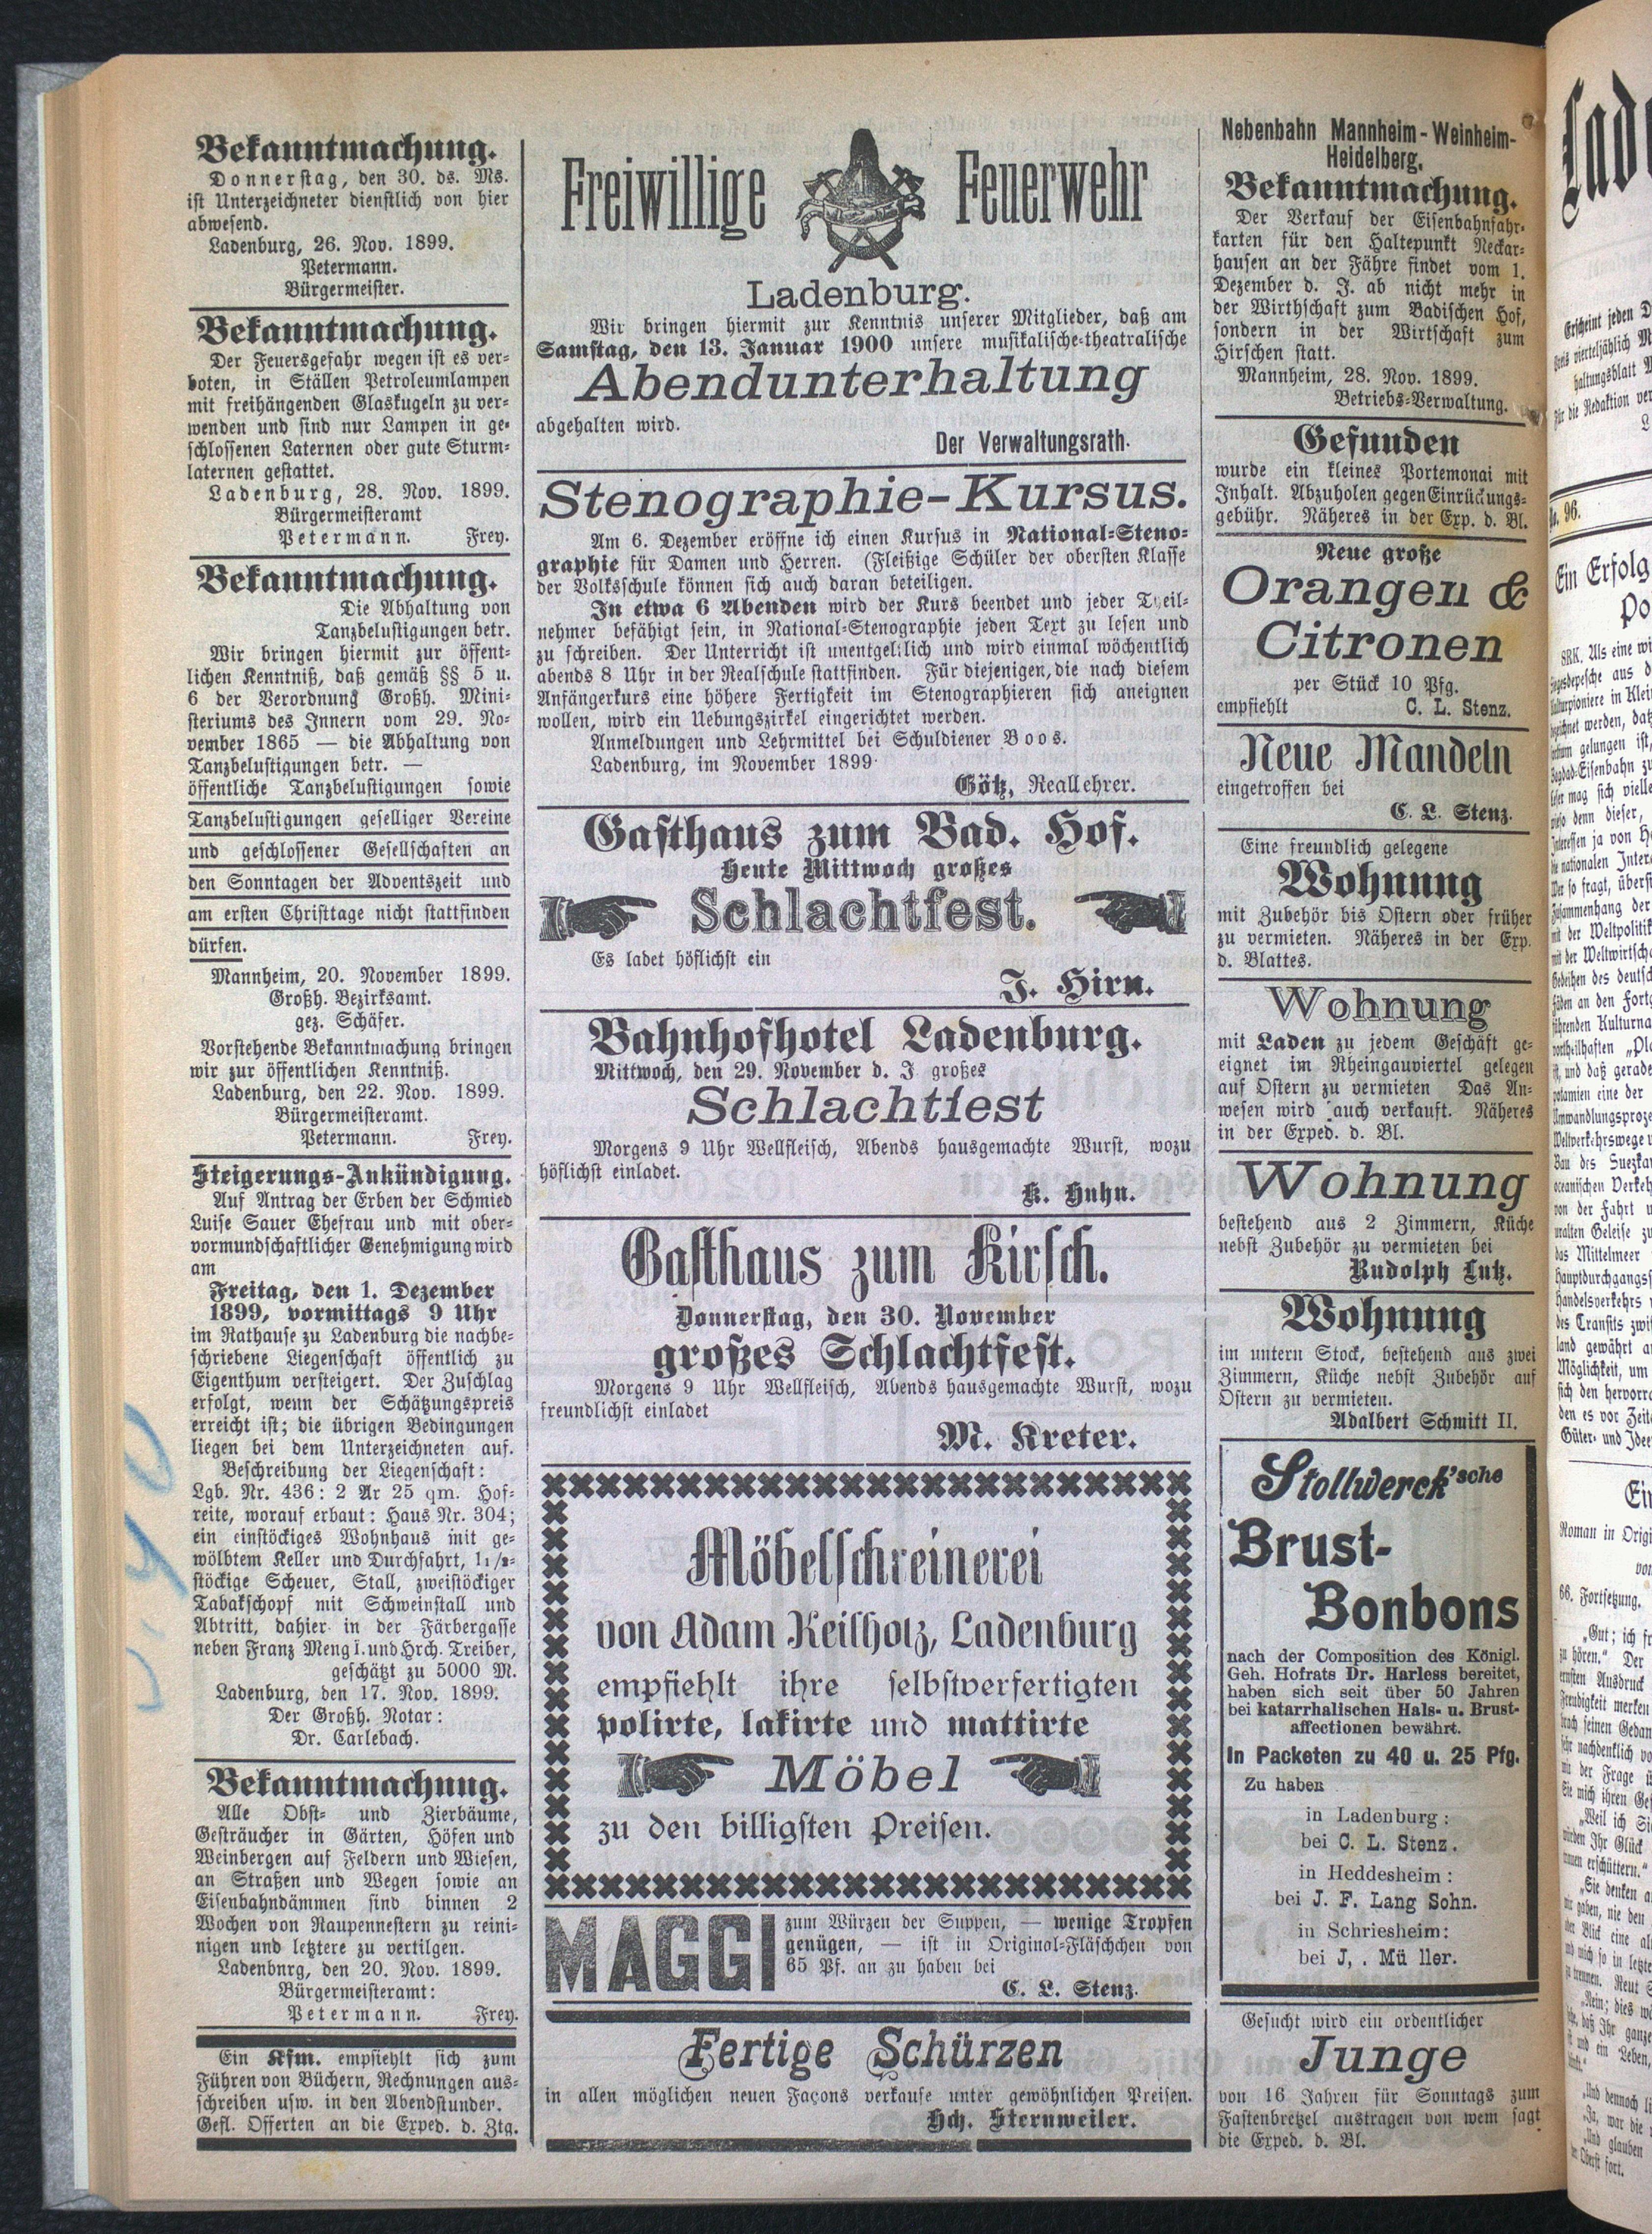 Bekanntmachung.
Donnerstag, den 30. ds. Ms.
ist Unterzeichneter dienstlich von hier
abwesend.
Ladenburg, 26. Nov. 1899.
Petermann.
Bürgermeister.
Bekanntmachung.
Der Feuersgefahr wegen ist es ver-
boten, in Ställen Petroleumlampen
mit freihängenden Glaskugeln zu ver-
wenden und sind nur Lampen in ge-
schlossenen Laternen oder gute Sturm-
laternen gestattet.
Ladenburg, 28. Nov. 1899.
Bürgermeisteramt
Petermann. Frey.
Bekanntmachung.
Die Abhaltung von
Tanzbelustigungen betr.
Wir bringen hiermit zur öffent-
lichen Kenntniß, daß gemäß §§ 5 u.
6 der Verordnung Großh. Mini-
steriums des Innern vom 29. No-
vember 1865 — die Abhaltung von
Tanzbelustigungen betr. —
öffentliche Tanzbelustigungen sowie
Tanzbelustigungen geselliger Vereine
und geschlossener Gesellschaften an
den Sonntagen der Adventszeit und
am ersten Christtage nicht stattfinden
dürfen.
Mannheim, 20. November 1899.
Großh. Bezirksamt.
gez. Schäfer.
Vorstehende Bekanntmachung bringen
wir zur öffentlichen Kenntniß.
Ladenburg, den 22. Nov. 1899.
Bürgermeisteramt.
Petermann. Frey.
Steigerungs-Ankündigung.
Auf Antrag der Erben der Schmied
Luise Sauer Ehefrau und mit ober-
vormundschaftlicher Genehmigung wird
am
Freitag, den 1. Dezember
1899, vormittags 9 Uhr
im Rathause zu Ladenburg die nachbe-
schriebene Liegenschaft öffentlich zu
Eigenthum versteigert. Der Zuschlag
erfolgt, wenn der Schätzungspreis
erreicht ist; die übrigen Bedingungen
liegen bei dem Unterzeichneten auf.
Beschreibung der Liegenschaft:
Lgb. Nr. 436: 2 Ar 25 qm. Hof-
reite, worauf erbaut: Haus Nr. 304;
ein einstöckiges Wohnhaus mit ge-
wölbtem Keller und Durchfahrt, 1 1/2-
stöckige Scheuer, Stall, zweistöckiger
Tabakschopf mit Schweinstall und
Abtritt, dahier in der Färbergasse
neben Franz Meng I. und Hrch. Treiber,
geschätzt zu 5000 M.
Ladenburg, den 17. Nov. 1899.
Der Großh. Notar:
Dr. Carlebach.
Bekanntmachung.
Alle Obst- und Zierbäume,
Gesträucher in Gärten, Höfen und
Weinbergen auf Feldern und Wiesen,
an Straßen und Wegen sowie an
Eisenbahndämmen sind binnen 2
Wochen von Raupennestern zu reini-
nigen und letztere zu vertilgen.
Ladenbnrg, den 20. Nov. 1899.
Bürgermeisteramt:
Petermann. Frey.
Ein Kfm. empfiehlt sich zum
Führen von Büchern, Rechnungen aus-
schreiben usw. in den Abendstunder.
Gefl. Offerten an die Exped. d. Ztg.
Freiwillige Feuerwehr
Ladenburg.
Wir bringen hiermit zur Kenntnis unserer Mitglieder, daß am
Samstag, den 13. Januar 1900 unsere musikalische-theatralische
Abendunterhaltung
abgehalten wird.
Der Verwaltungsrath.
Stenographie-Kursus.
Am 6. Dezember eröffne ich einen Kursus in National-Steno-
graphie für Damen und Herren. (Fleißige Schüler der obersten Klasse
der Volksschule können sich auch daran beteiligen.
In etwa 6 Abenden wird der Kurs beendet und jeder Teil-
nehmer befähigt sein, in National-Stenographie jeden Text zu lesen und
zu schreiben. Der Unterricht ist unentgeltlich und wird einmal wöchentlich
abends 8 Uhr in der Realschule stattfinden. Für diejenigen, die nach diesem
Anfängerkurs eine höhere Fertigkeit im Stenographieren sich aneignen
wollen, wird ein Uebungszirkel eingerichtet werden.
Anmeldungen und Lehrmittel bei Schuldiener Boos.
Ladenburg, im November 1899
Götz, Reallehrer.
Gasthaus zum Bad. Hof.
Heute Mittwoch großes
Schlachtfest.
Es ladet höflichst ein
J. Hirn.
Bahnhofhotel Ladenburg.
Mittwoch, den 29. November d. J großes
Schlachtfest
Morgens 9 Uhr Wellfleisch, Abends hausgemachte Wurst, wozu
höflichst einladet.
K. Huhn.
Gasthaus zum Kirsch.
Donnerstag, den 30. November
großes Schlachtfest.
Morgens 9 Uhr Wellfleisch, Abends hausgemachte Wurst, wozu
freundlichst einladet
M. Kreter.
Möbelschreinerei
von Adam Keilholz, Ladenburg
empfiehlt ihre selbstverfertigten
polirte, lakirte und mattirte
Möbel
zu den billigsten Preisen.
MAGGI
zum Würzen der Suppen, — wenige Tropfen
genügen, — ist in Original-Fläschchen von
65 Pf. an zu haben bei
C. L. Stenz.
Fertige Schürzen
in allen möglichen neuen Façons verkaufe unter gewöhnlichen Preisen.
Hch. Sternweiler.
Nebenbahn Mannheim-Weinheim-
Heidelberg.
Bekanntmachung.
Der Verkauf der Eisenbahnfahr-
karten für den Haltepunkt Neckar-
hausen an der Fähre findet vom 1.
Dezember d. J. ab nicht mehr in
der Wirthschaft zum Badischen Hof,
sondern in der Wirtschaft zum
Hirschen statt.
Mannheim, 28. Nov. 1899.
Betriebs-Verwaltung.
Gefunden
wurde ein kleines Portemonai mit
Inhalt. Abzuholen gegen Einrückungs-
gebühr. Näheres in der Exp. d. Bl.
Neue große
Orangen &
Citronen
per Stück 10 Pfg.
empfiehlt C. L. Stenz.
Neue Mandeln
eingetroffen bei
C. L. Stenz.
Eine freundlich gelegene
Wohnung
mit Zubehör bis Ostern oder früher
zu vermieten. Näheres in der Exp.
d. Blattes.
Wohnung
mit Laden zu jedem Geschäft ge-
eignet im Rheingauviertel gelegen
auf Ostern zu vermieten Das An-
wesen wird auch verkauft. Näheres
in der Exped. d. Bl.
Wohnung
bestehend aus 2 Zimmern, Küche
nebst Zubehör zu vermieten bei
Rudolph Lutz.
Wohnung
im untern Stock, bestehend aus zwei
Zimmern, Küche nebst Zubehör auf
Ostern zu vermieten.
Adalbert Schmitt II.
Stollwerck'sche
Brust-
Bonbons
nach der Composition des Königl.
Geh. Hofrats Dr. Harless bereitet,
haben sich seit über 50 Jahren
bei katarrhalischen Hals- u. Brust-
affectionen bewährt.
In Packeten zu 40 u. 25 Pfg.
Zu haben
in Ladenburg:
bei C. L. Stenz.
in Heddesheim:
bei J. F. Lang Sohn.
in Schriesheim:
bei J,. Mü ller.
Gesucht wird ein ordentlicher
Junge
von 16 Jahren für Sonntags zum
Fastenbretzel austragen von wem sagt
die Exped. d. Bl.